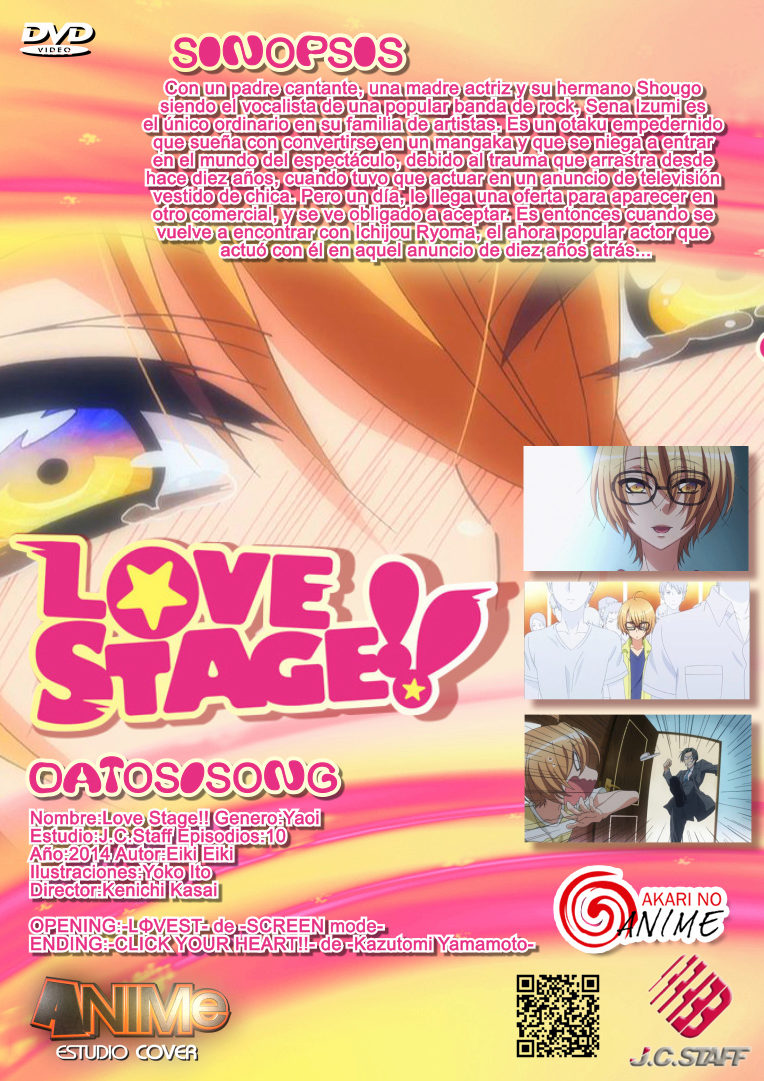 DVD
VIDEO
SINOPSIS
Con un padre cantante, una madre actriz y su hermano Shougo
siendo el vocalista de una popular banda de rock, Sena Izumi es
el único ordinario en su familia de artistas. Es un otaku empedernido
que sueña con convertirse en un mangaka y que se niega a entrar
en el mundo del espectáculo, debido al trauma que arrastra desde
hace diez años, cuando tuvo que actuar en un anuncio de televisión
vestido de chica. Pero un día, le llega una oferta para aparecer en
otro comercial, y se ve obligado a aceptar. Es entonces cuando se
vuelve a encontrar con Ichijou Ryoma, el ahora popular actor que
actuó con él en aquel anuncio de diez años atrás...
LOVE
STAGE!!
DATOS/SONG
Nombre:Love Stage!! Genero:Yaoi
Estudio:J.C.Staff Episodios:10
Año:2014 Autor:Eiki Eiki
Ilustraciones:Yoko Ito
Director:Kenichi Kasai
OPENING:-LΦVEST- de -SCREEN mode-
ENDING:-CLICK YOUR HEART!!- de -Kazutomi Yamamoto-
AKARI NO
ANIME
ANIMe
ESTUDIO COVER
J.C.STAFF